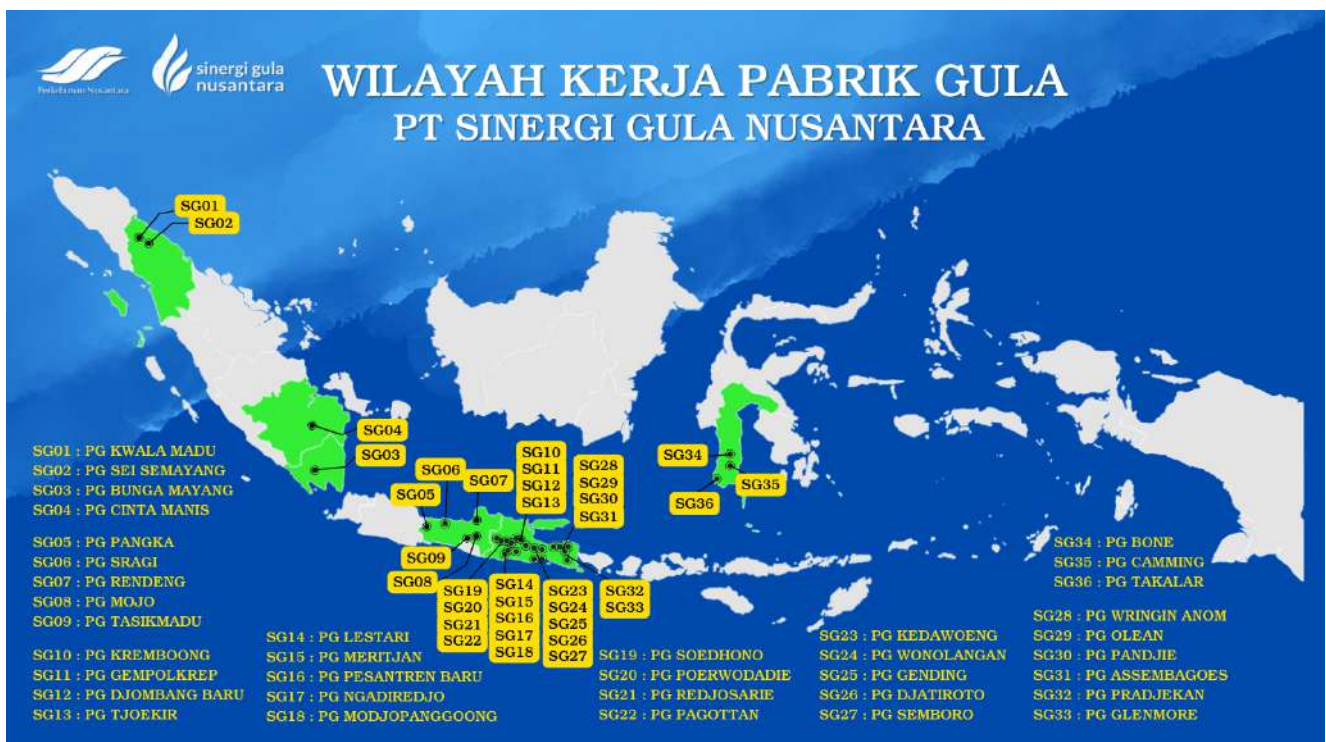 Perkebunan Nusantara
sinergi gula
nusantara
WILAYAH KERJA PABRIK GULA
PT SINERGI GULA NUSANTARA
SG01
SG02
SG04
SG03
SG05
SG06
SG07
SG10
SG11
SG12
SG13
SG28
SG29
SG30
SG31
SG34
SG35
SG36
SG09
SG08
SG19
SG20
SG21
SG22
SG14
SG15
SG16
SG17
SG18
SG23
SG24
SG25
SG26
SG27
SG32
SG33
SG01 : PG KWALA MADU
SG02 : PG SEI SEMAYANG
SG03 : PG BUNGA MAYANG
SG04 : PG CINTA MANIS
SG05 : PG PANGKA
SG06 : PG SRAGI
SG07 : PG RENDENG
SG08 : PG MOJO
SG09 : PG TASIKMADU
SG10 : PG KREMBOONG
SG11 : PG GEMPOLKREP
SG12 : PG DJOMBANG BARU
SG13 : PG TJOEKIR
SG14 : PG LESTARI
SG15 : PG MERITJAN
SG16 : PG PESANTREN BARU
SG17 : PG NGADIREDJO
SG18 : PG MODJOPANGGOONG
SG19 : PG SOEDHONO
SG20 : PG POERWODADIE
SG21 : PG REDJOSARIE
SG22 : PG PAGOTTAN
SG23 : PG KEDAWOENG
SG24 : PG WONOLANGAN
SG25 : PG GENDING
SG26 : PG DJATIROTO
SG27 : PG SEMBORO
SG28 : PG WRINGIN ANOM
SG29 : PG OLEAN
SG30 : PG PANDJIE
SG31 : PG ASSEMBAGOES
SG32 : PG PRADJEKAN
SG33 : PG GLENMORE
SG34 : PG BONE
SG35 : PG CAMMING
SG36 : PG TAKALAR